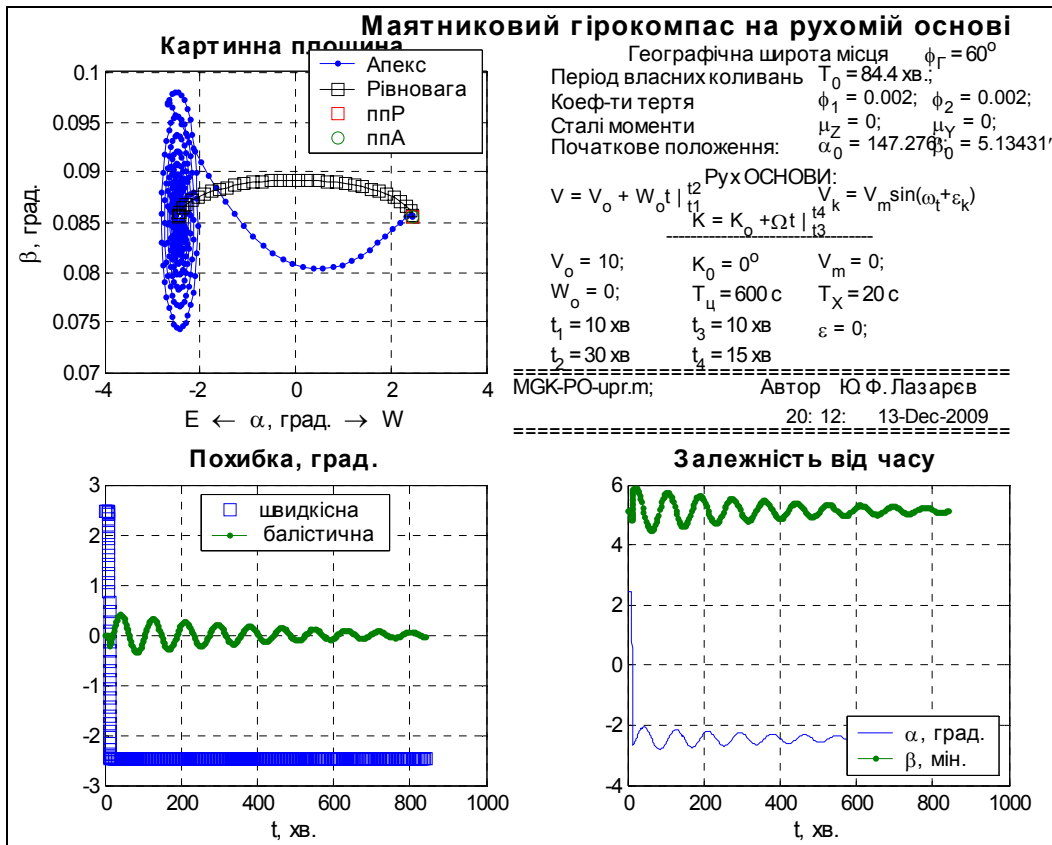 Маятниковий гірокомпас на рухомій основі
Картинна площина
0.1
0.095
0.09
0.085
0.08
0.075
0.07
β, град.
-4
-2
0
2
4
E ← α, град. → W
Апекс
Рівновага
ппР
ппА
Географічна широта місця φГ = 60°
Період власних коливань T0 = 84.4 хв.;
Коеф-ти тертя φ1 = 0.002; φ2 = 0.002;
Сталі моменти μZ = 0; μY = 0;
Початкове положення: α0 = 147.276'; β0 = 5.13431'
Рух ОСНОВИ:
V = Vo + Wot |t1t2 Vk = Vmsin(ωt+εk)
K = Ko +Ωt |t3t4
------------------------------------
Vo = 10; K0 = 0° Vm = 0;
Wo = 0; TЦ = 600 с TX = 20 с
t1 = 10 хв t3 = 10 хв ε = 0;
t2 = 30 хв t4 = 15 хв
==========================================
MGK-PO-upr.m; Автор Ю.Ф.Лазарєв
20: 12: 13-Dec-2009
==========================================
Похибка, град.
3
2
1
0
-1
-2
-3
0
200
400
600
800
1000
t, хв.
швидкісна
балістична
Залежність від часу
6
4
2
0
-2
-4
0
200
400
600
800
1000
t, хв.
α, град.
β, мін.